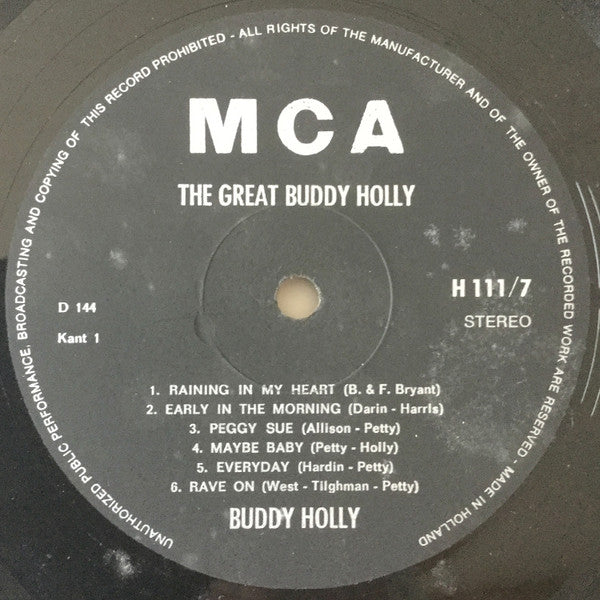 UNAUTHORIZED PUBLIC PERFORMANCE, BROADCASTING AND COPYING OF THIS RECORD PROHIBITED - ALL RIGHTS OF THE MANUFACTURER AND OF THE OWNER OF THE RECORDED WORK ARE RESERVED - MADE IN HOLLAND
MCA
THE GREAT BUDDY HOLLY
D 144
Kant 1
H 111/7
STEREO
1. RAINING IN MY HEART (B. & F. Bryant)
2. EARLY IN THE MORNING (Darin - Harris)
3. PEGGY SUE (Allison - Petty)
4. MAYBE BABY (Petty - Holly)
5. EVERYDAY (Hardin - Petty)
6. RAVE ON (West - Tilghman - Petty)
BUDDY HOLLY